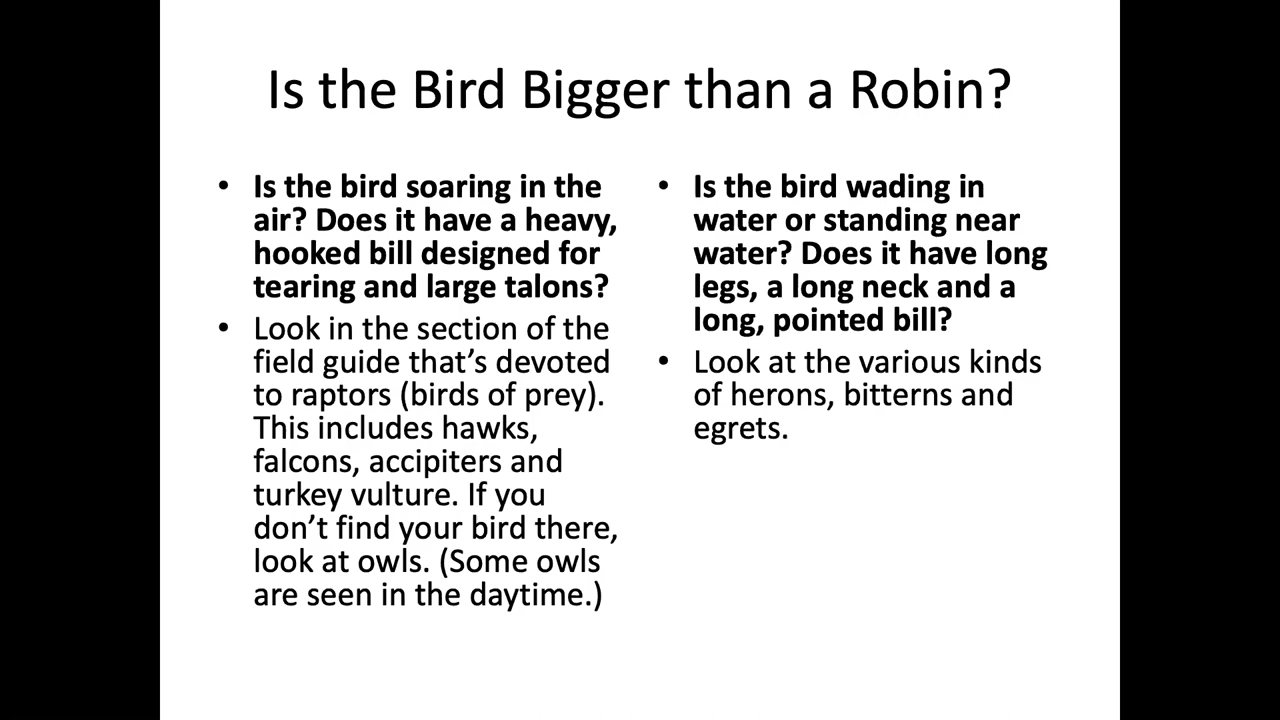 Is the Bird Bigger than a Robin?
• Is the bird soaring in the
air? Does it have a heavy,
hooked bill designed for
tearing and large talons?
• Look in the section of the
field guide that’s devoted
to raptors (birds of prey).
This includes hawks,
falcons, accipiters and
turkey vulture. If you
don’t find your bird there,
look at owls. (Some owls
are seen in the daytime.)
• Is the bird wading in
water or standing near
water? Does it have long
legs, a long neck and a
long, pointed bill?
• Look at the various kinds
of herons, bitterns and
egrets.